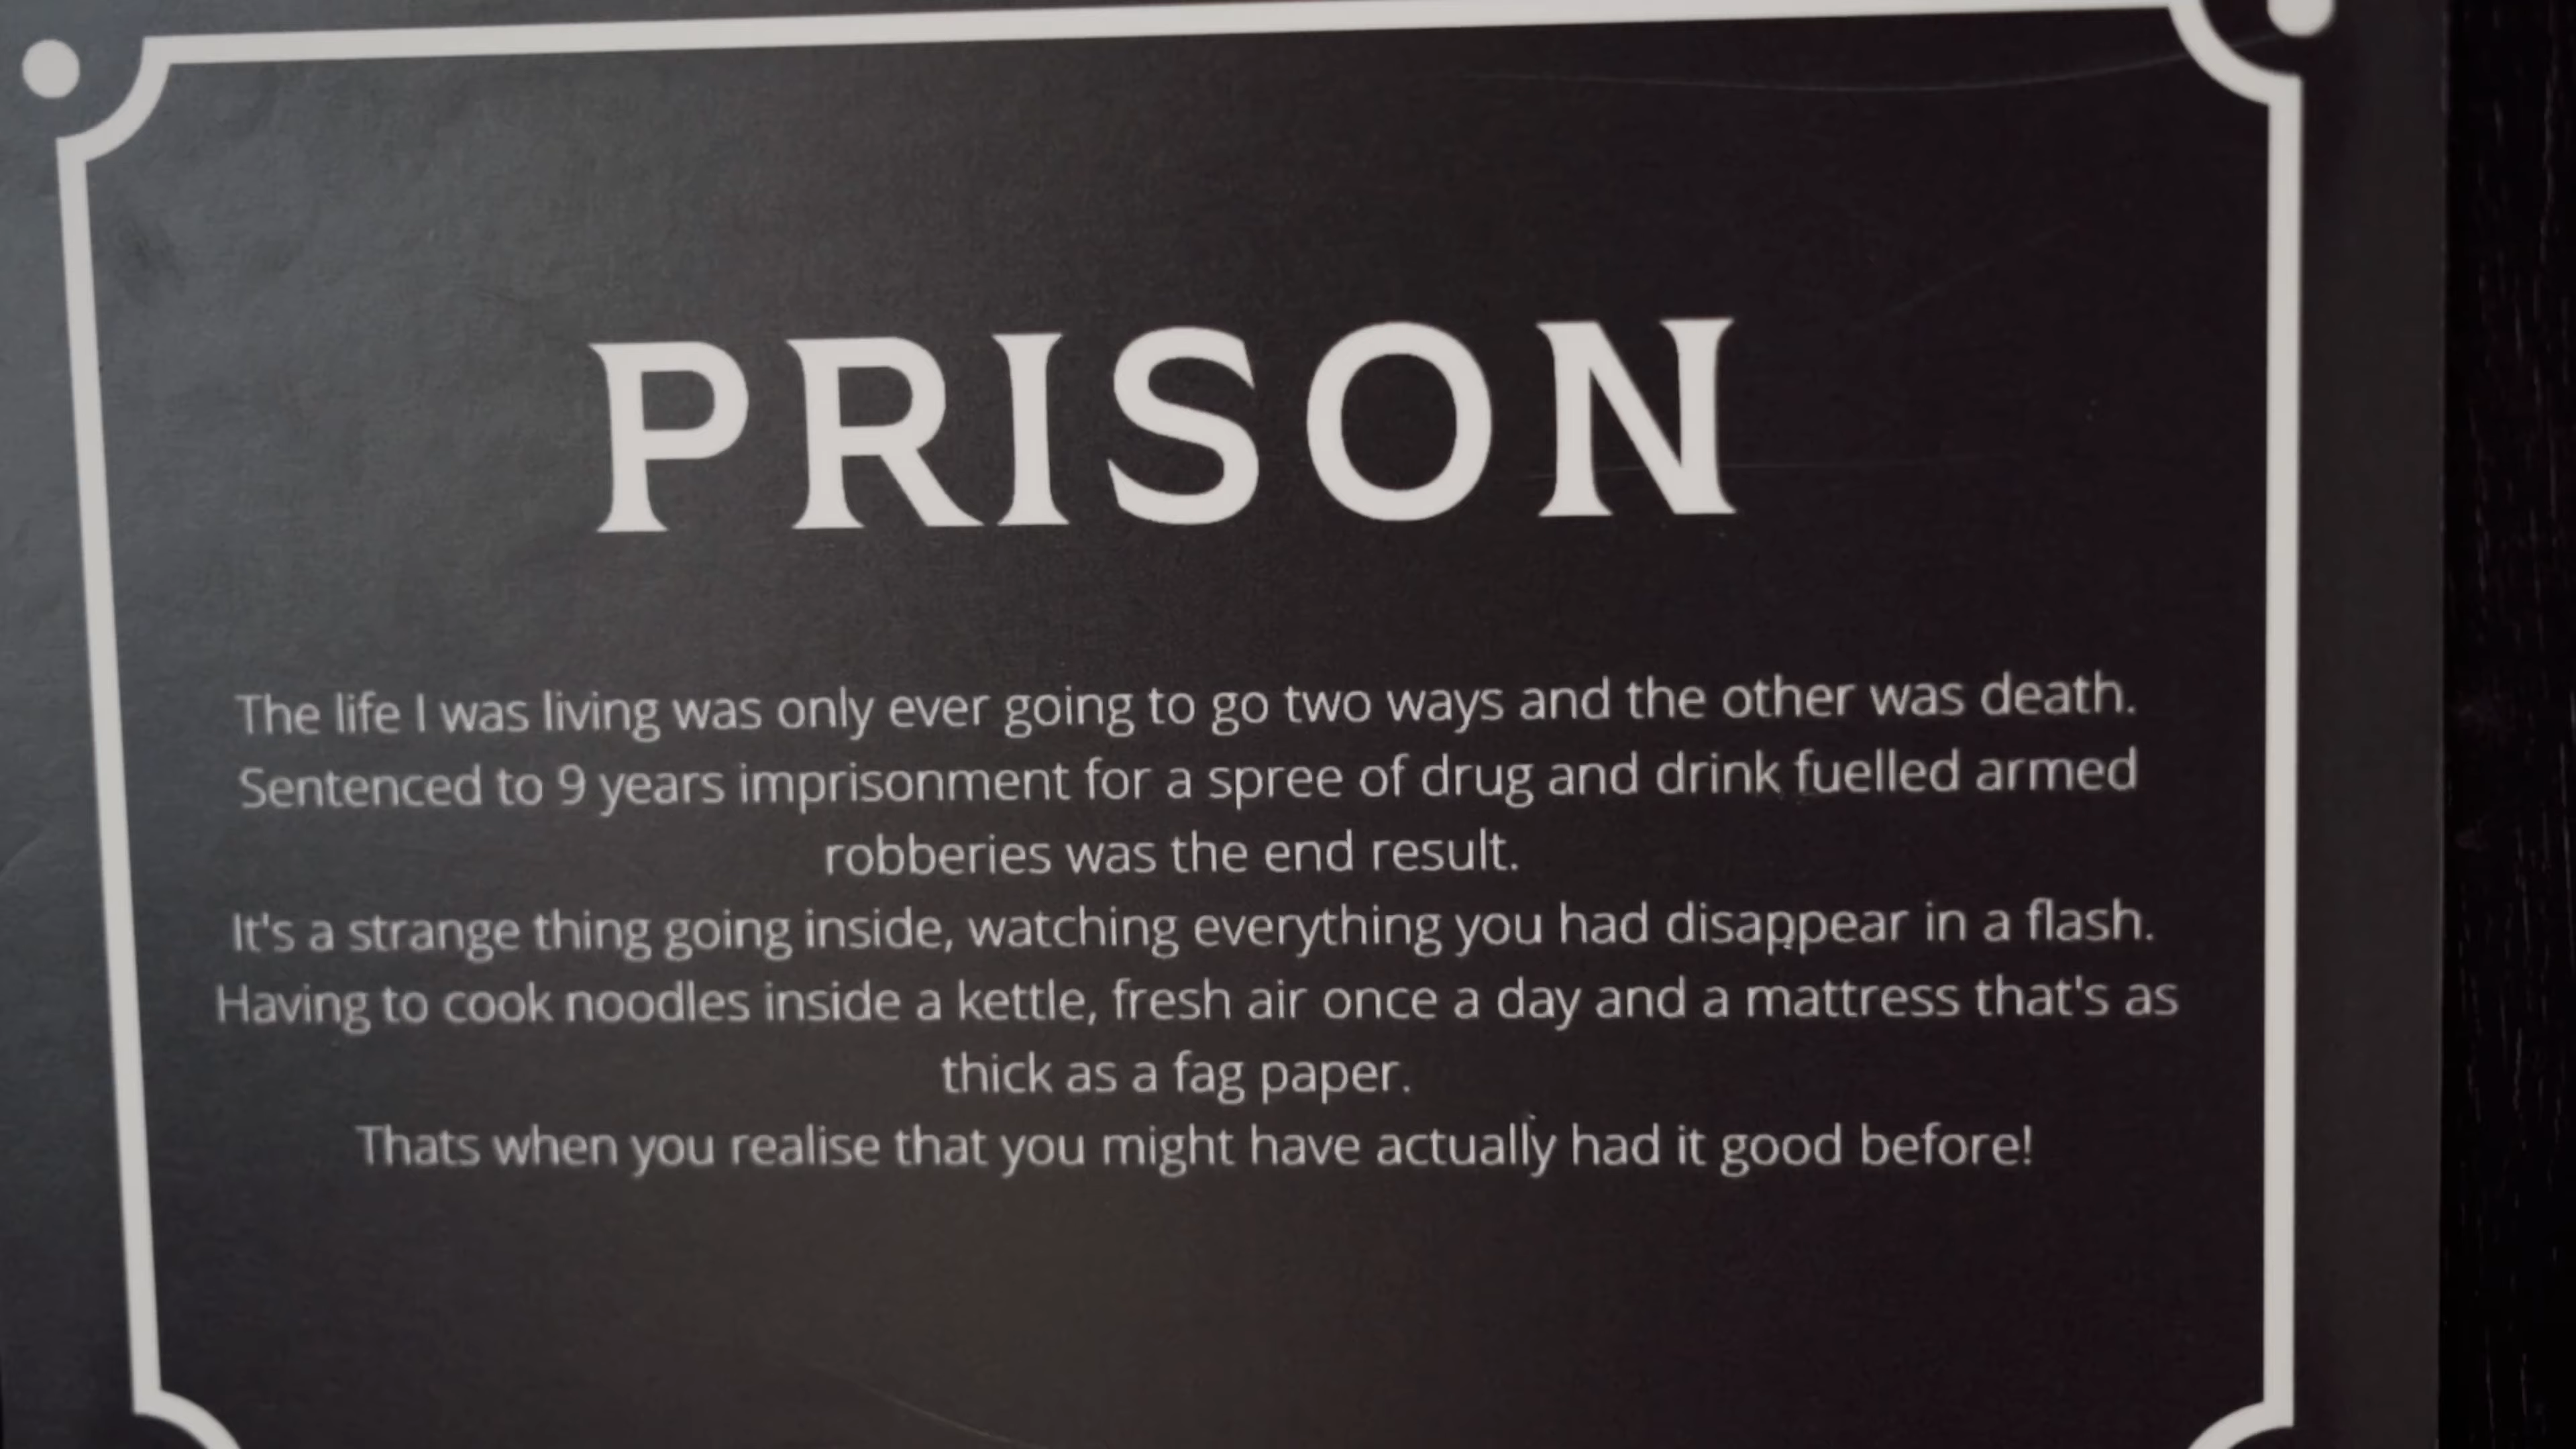 PRISON
The life I was living was only ever going to go two ways and the other was death.
Sentenced to 9 years imprisonment for a spree of drug and drink fuelled armed
robberies was the end result.
It's a strange thing going inside, watching everything you had disappear in a flash.
Having to cook noodles inside a kettle, fresh air once a day and a mattress that's as
thick as a fag paper.
Thats when you realise that you might have actually had it good before!